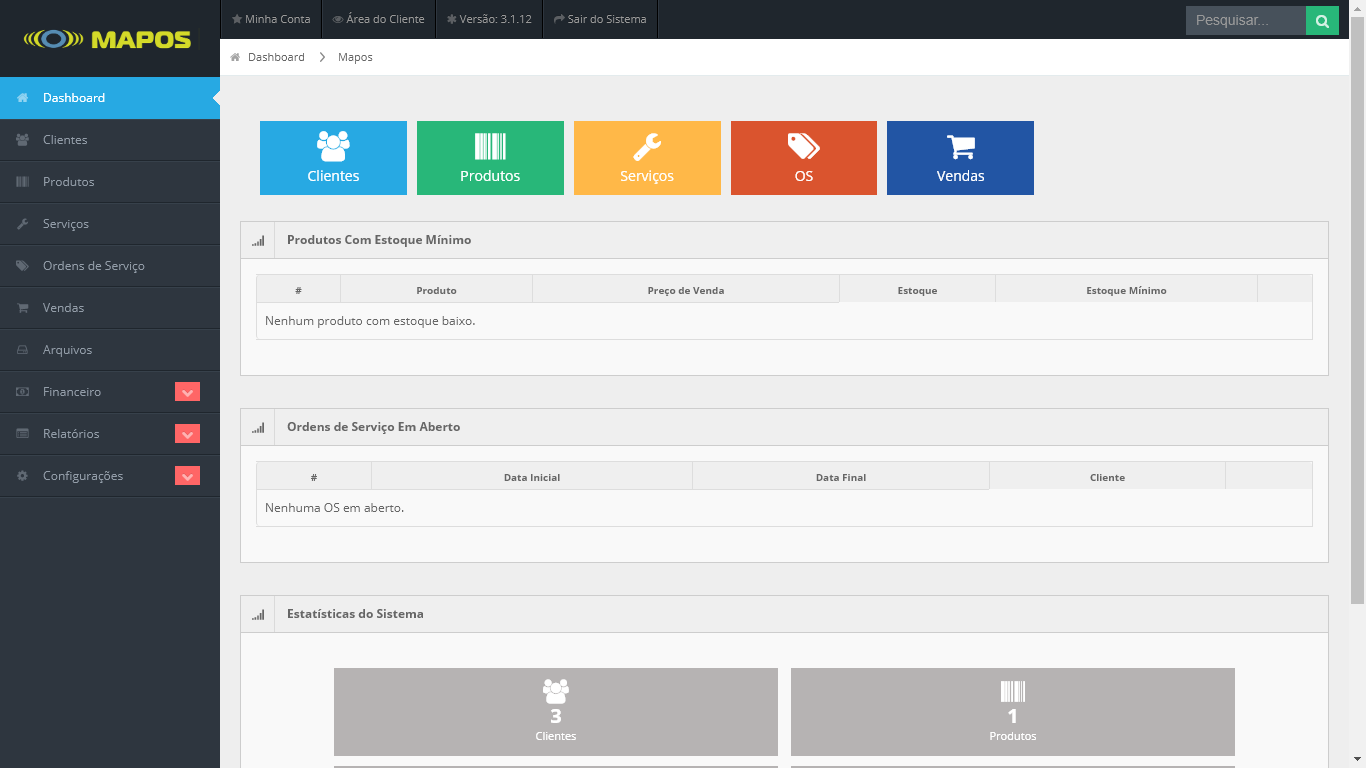 MAPOS
Minha Conta
Área do Cliente
Versão: 3.1.12
Sair do Sistema
Pesquisar...
Dashboard
Mapos
Dashboard
Clientes
Produtos
Serviços
Ordens de Serviço
Vendas
Arquivos
Financeiro
Relatórios
Configurações
Clientes
Produtos
Serviços
OS
Vendas
Produtos Com Estoque Mínimo
# Produto Preço de Venda Estoque Estoque Mínimo
Nenhum produto com estoque baixo.
Ordens de Serviço Em Aberto
# Data Inicial Data Final Cliente
Nenhuma OS em aberto.
Estatísticas do Sistema
3
Clientes
1
Produtos